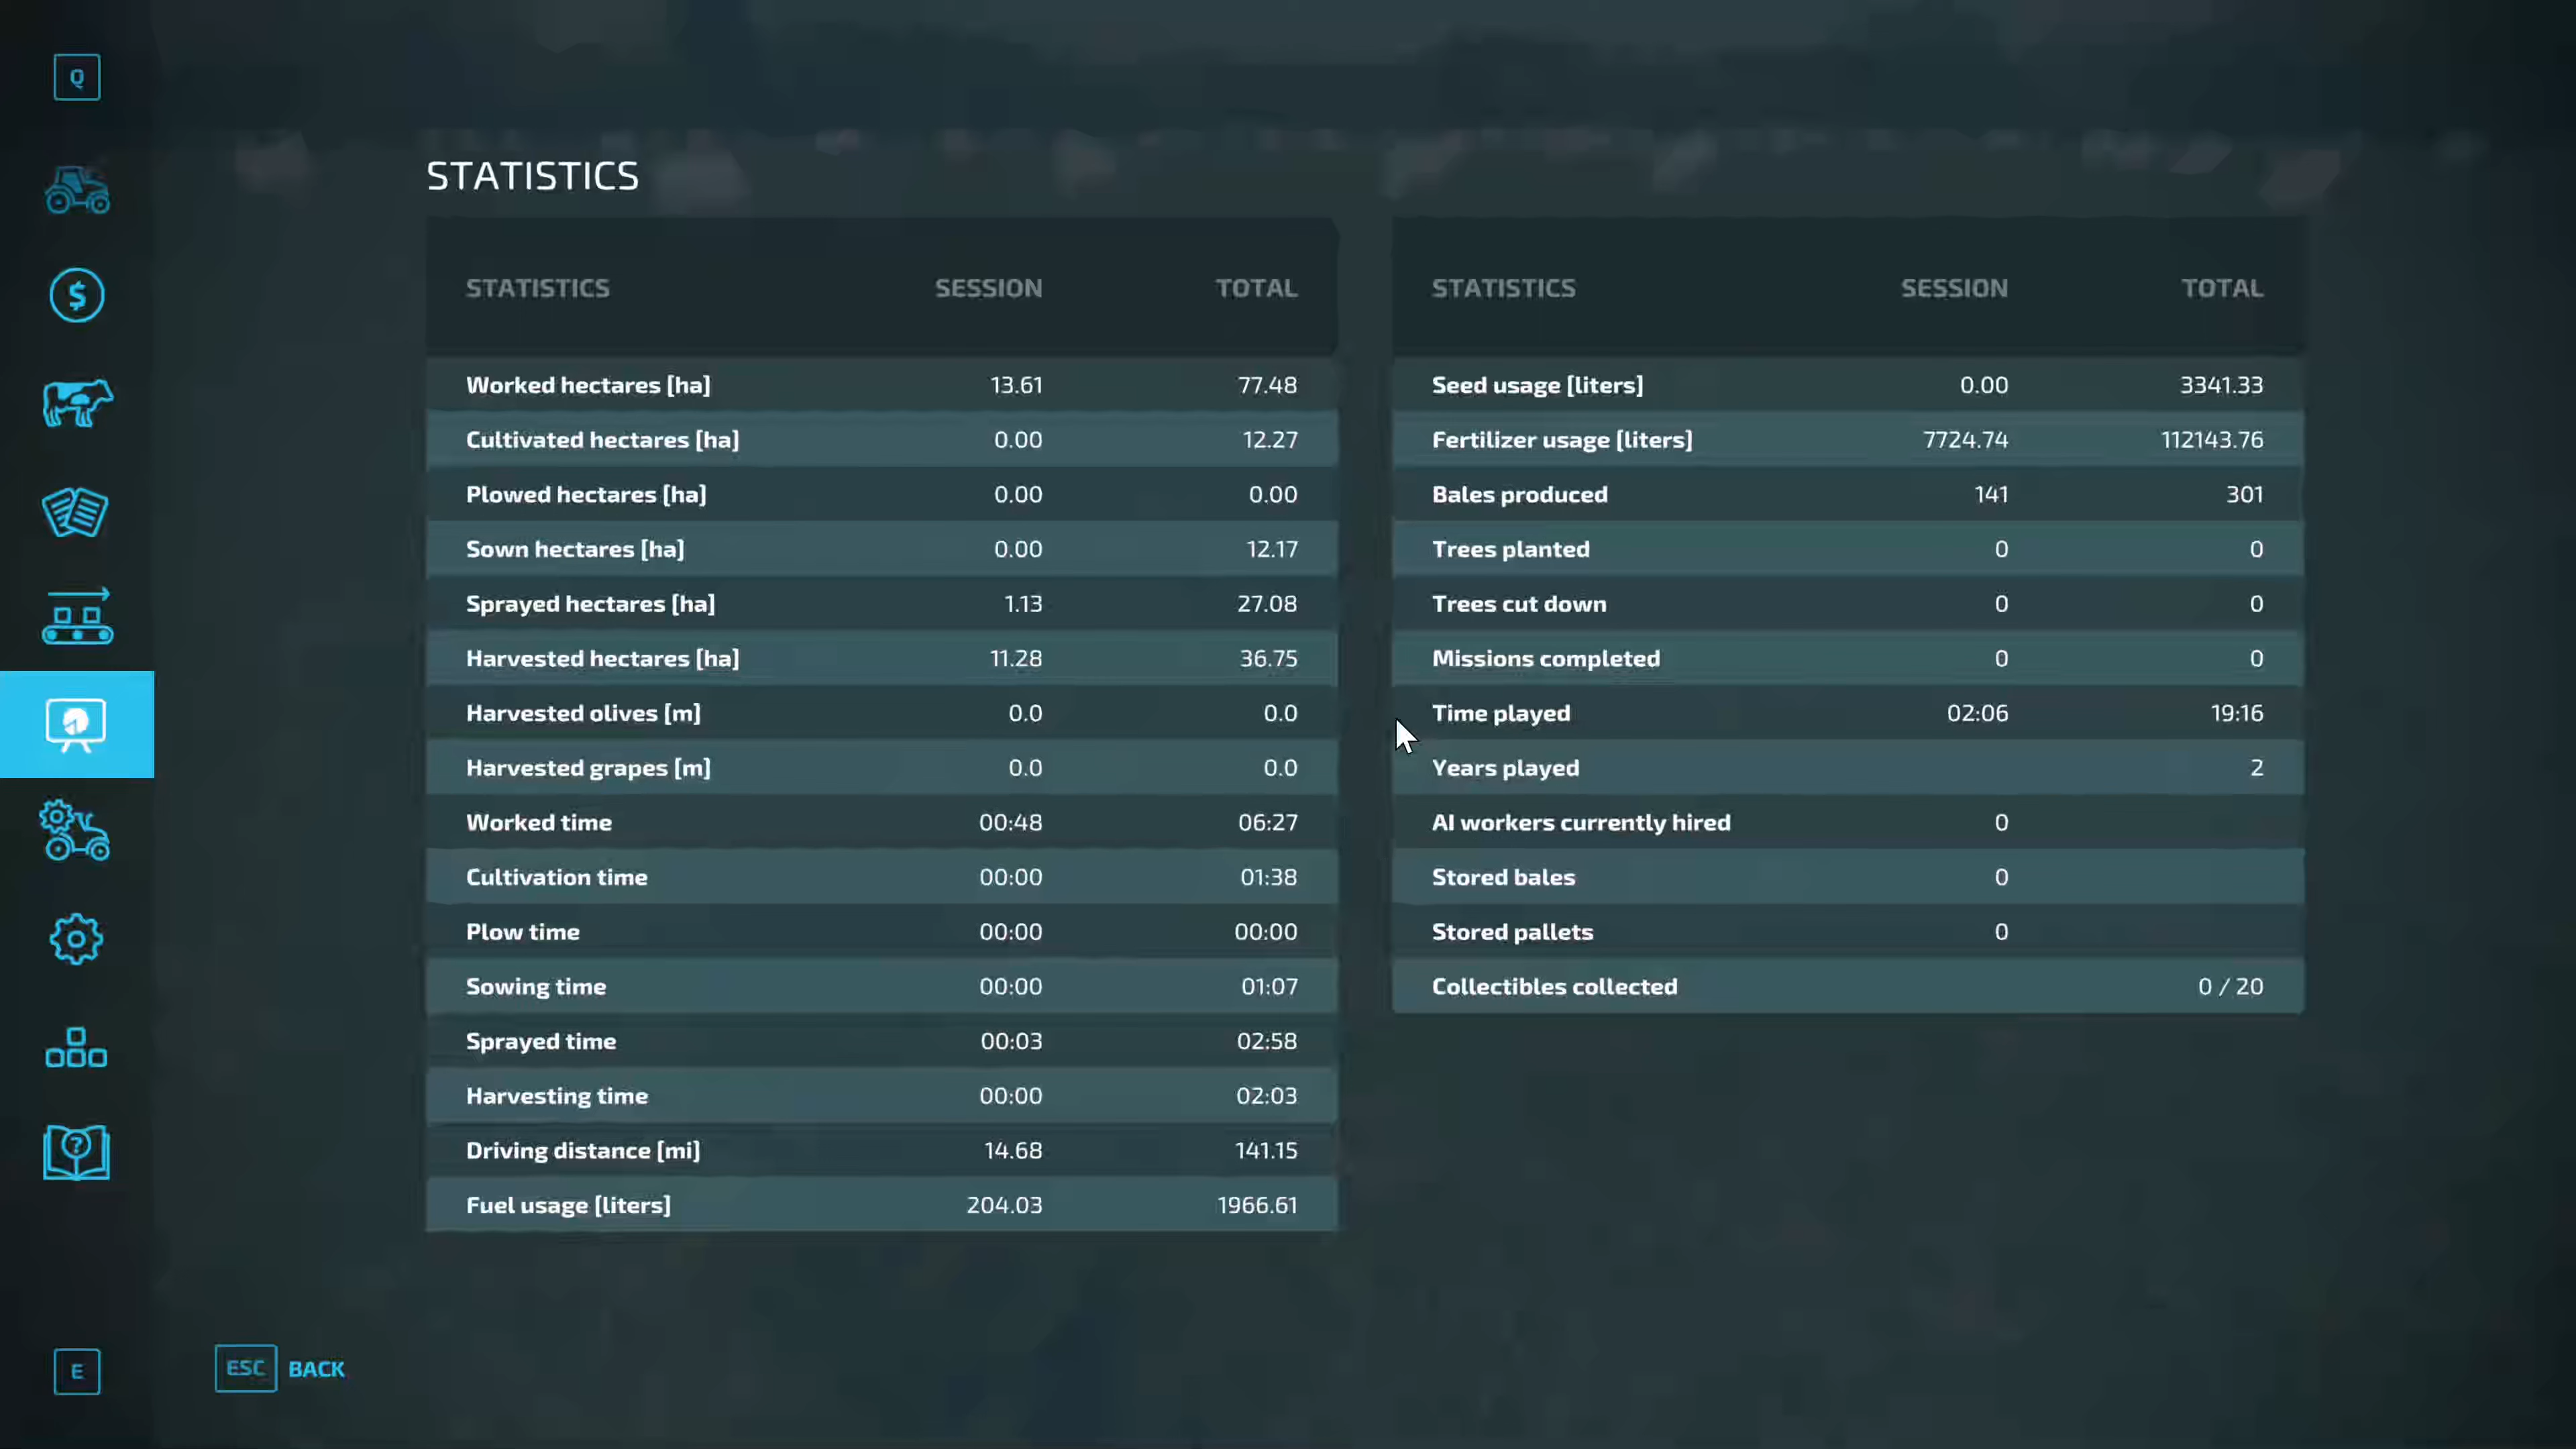 Q
STATISTICS
STATISTICS SESSION TOTAL
Worked hectares [ha] 13.61 77.48
Cultivated hectares [ha] 0.00 12.27
Plowed hectares [ha] 0.00 0.00
Sown hectares [ha] 0.00 12.17
Sprayed hectares [ha] 1.13 27.08
Harvested hectares [ha] 11.28 36.75
Harvested olives [m] 0.0 0.0
Harvested grapes [m] 0.0 0.0
Worked time 00:48 06:27
Cultivation time 00:00 01:38
Plow time 00:00 00:00
Sowing time 00:00 01:07
Sprayed time 00:03 02:58
Harvesting time 00:00 02:03
Driving distance [mi] 14.68 141.15
Fuel usage [liters] 204.03 1966.61
STATISTICS SESSION TOTAL
Seed usage [liters] 0.00 3341.33
Fertilizer usage [liters] 7724.74 112143.76
Bales produced 141 301
Trees planted 0 0
Trees cut down 0 0
Missions completed 0 0
Time played 02:06 19:16
Years played 2
AI workers currently hired 0
Stored bales 0
Stored pallets 0
Collectibles collected 0 / 20
E
ESC BACK